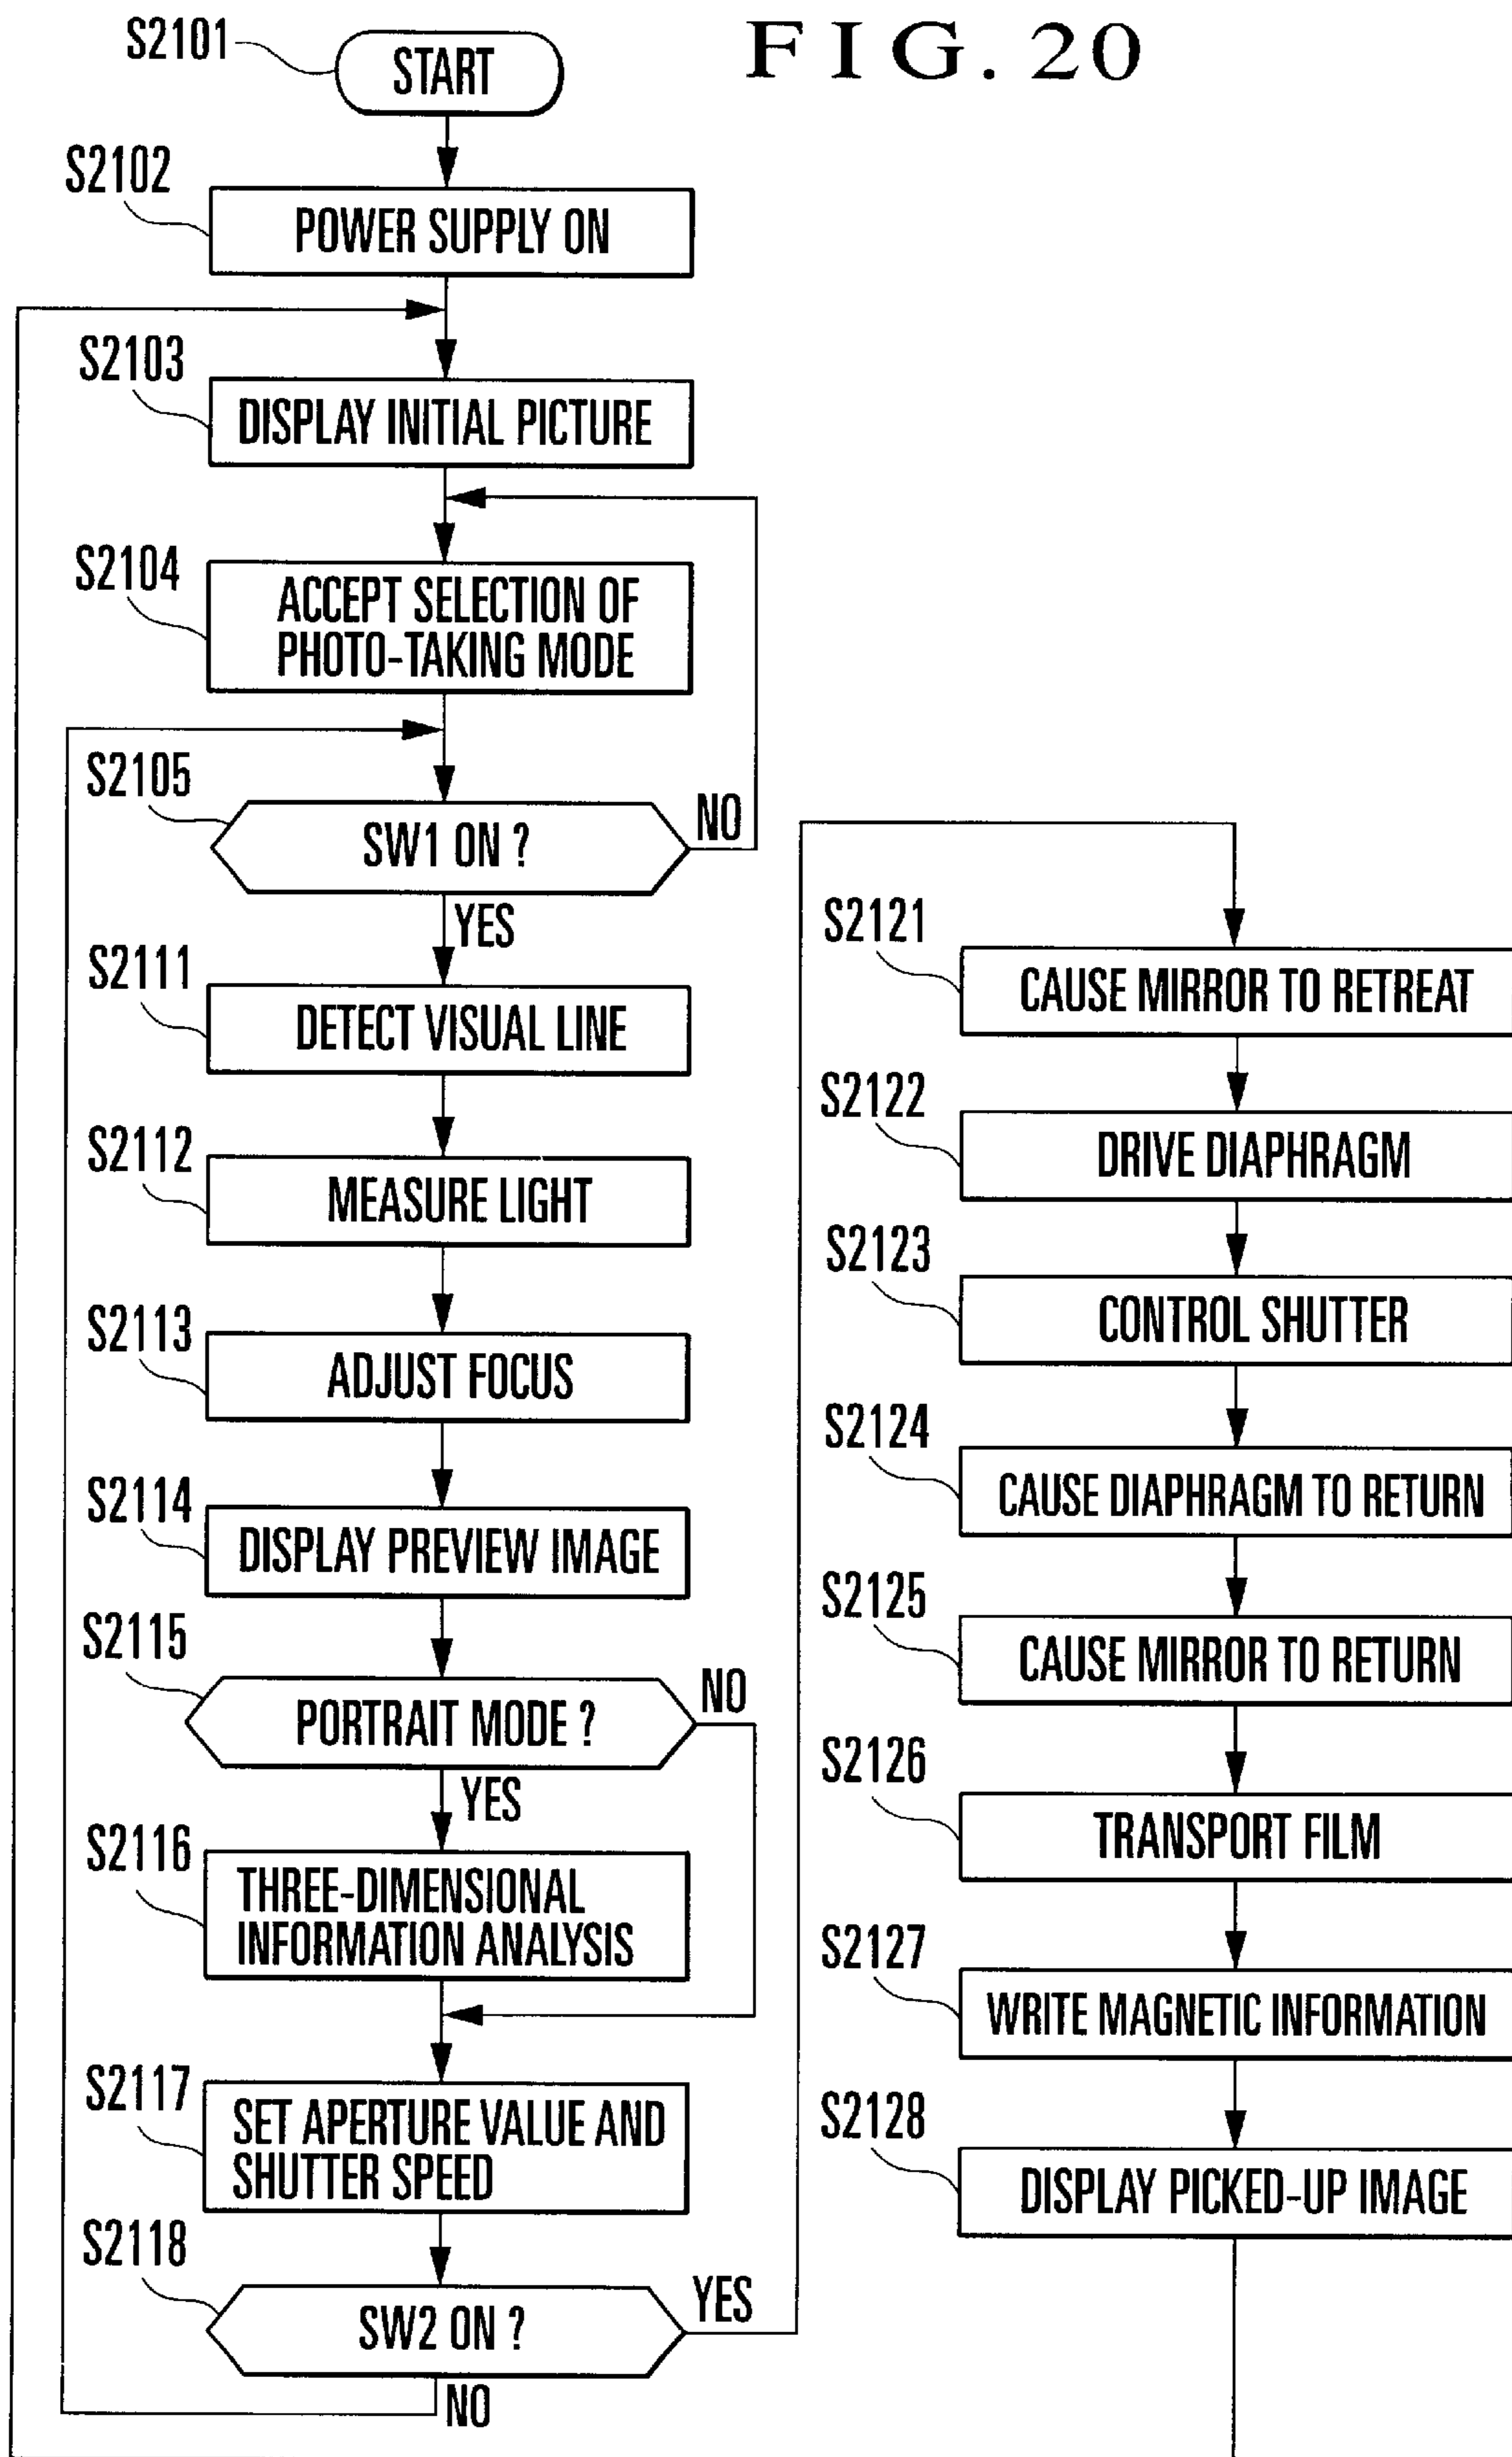 FIG. 20
S2101
START
S2102
POWER SUPPLY ON
S2103
DISPLAY INITIAL PICTURE
S2104
ACCEPT SELECTION OF
PHOTO-TAKING MODE
S2105
SW1 ON ?
NO
YES
S2111
DETECT VISUAL LINE
S2112
MEASURE LIGHT
S2113
ADJUST FOCUS
S2114
DISPLAY PREVIEW IMAGE
S2115
PORTRAIT MODE ?
NO
YES
S2116
THREE-DIMENSIONAL
INFORMATION ANALYSIS
S2117
SET APERTURE VALUE AND
SHUTTER SPEED
S2118
SW2 ON ?
YES
NO
S2121
CAUSE MIRROR TO RETREAT
S2122
DRIVE DIAPHRAGM
S2123
CONTROL SHUTTER
S2124
CAUSE DIAPHRAGM TO RETURN
S2125
CAUSE MIRROR TO RETURN
S2126
TRANSPORT FILM
S2127
WRITE MAGNETIC INFORMATION
S2128
DISPLAY PICKED-UP IMAGE